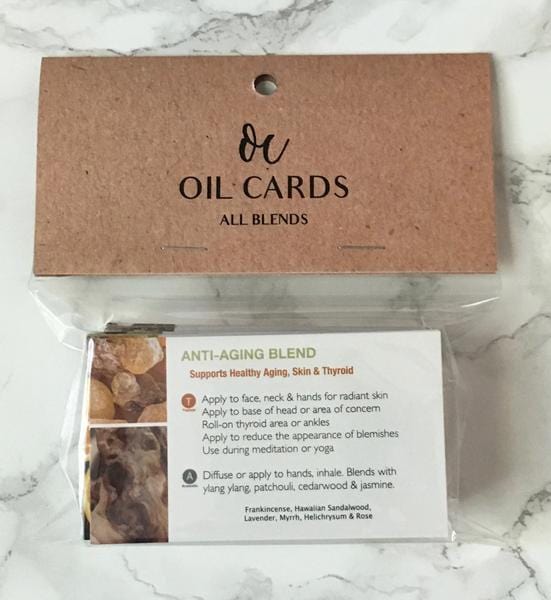 oc
OIL CARDS
ALL BLENDS
ANTI-AGING BLEND
Supports Healthy Aging, Skin & Thyroid
T
Apply to face, neck & hands for radiant skin
Apply to base of head or area of concern
Roll-on thyroid area or ankles
Apply to reduce the appearance of blemishes
Use during meditation or yoga
A
Diffuse or apply to hands, inhale. Blends with
ylang ylang, patchouli, cedarwood & jasmine.
Frankincense, Hawaiian Sandalwood,
Lavender, Myrrh, Helichrysum & Rose